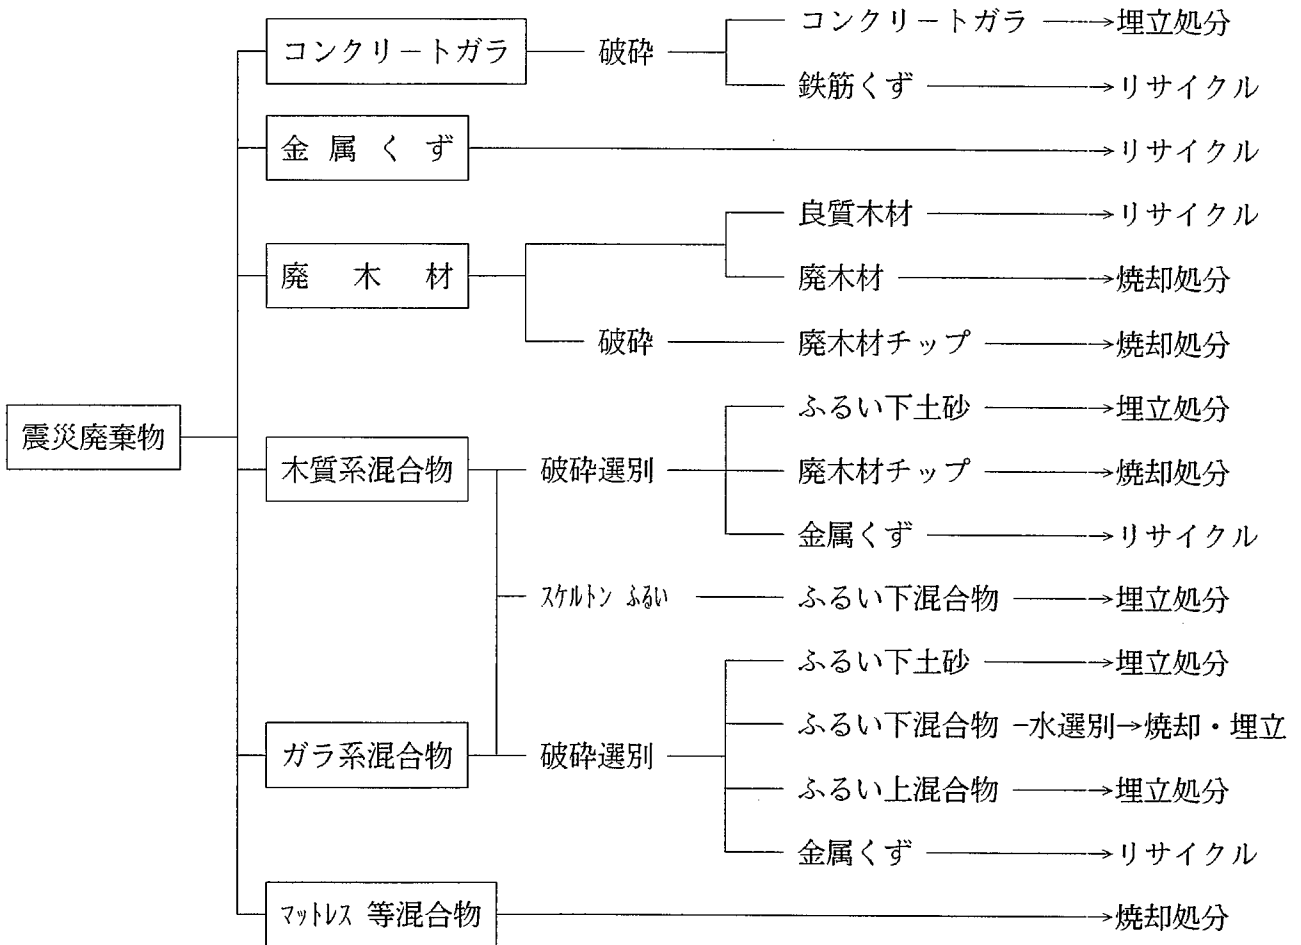 コンクリートガラ 破砕 コンクリートガラ → 埋立処分
鉄筋くず → リサイクル
金属くず → リサイクル
良質木材 → リサイクル
廃木材 廃木材 → 焼却処分
破砕 廃木材チップ → 焼却処分
ふるい下土砂 → 埋立処分
震災廃棄物
木質系混合物 破砕選別 廃木材チップ → 焼却処分
金属くず → リサイクル
スケルトン ふるい ふるい下混合物 → 埋立処分
ふるい下土砂 → 埋立処分
ふるい下混合物 −水選別→焼却・埋立
ガラ系混合物 破砕選別
ふるい上混合物 → 埋立処分
金属くず → リサイクル
マットレス 等混合物 → 焼却処分